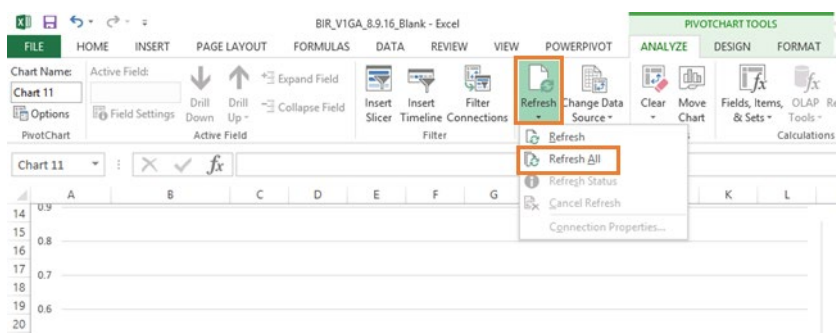 BIR_V1GA_8.9.16_Blank - Excel
PIVOTCHART TOOLS
FILE HOME INSERT PAGE LAYOUT FORMULAS DATA REVIEW VIEW POWERPIVOT ANALYZE DESIGN FORMAT
Chart Name:
Chart 11
Options
PivotChart
Active Field:
Field Settings
Drill Down
Drill Up
Expand Field
Collapse Field
Active Field
Insert Slicer
Insert Timeline
Filter Connections
Filter
Refresh
Change Data Source
Clear
Move Chart
Fields, Items, & Sets
OLAP Tools
Calculations
Refresh
Refresh All
Refresh Status
Cancel Refresh
Connection Properties...
Chart 11
fx
A B C D E F G K L
14 0.9
15
16 0.8
17
18 0.7
19
20 0.6